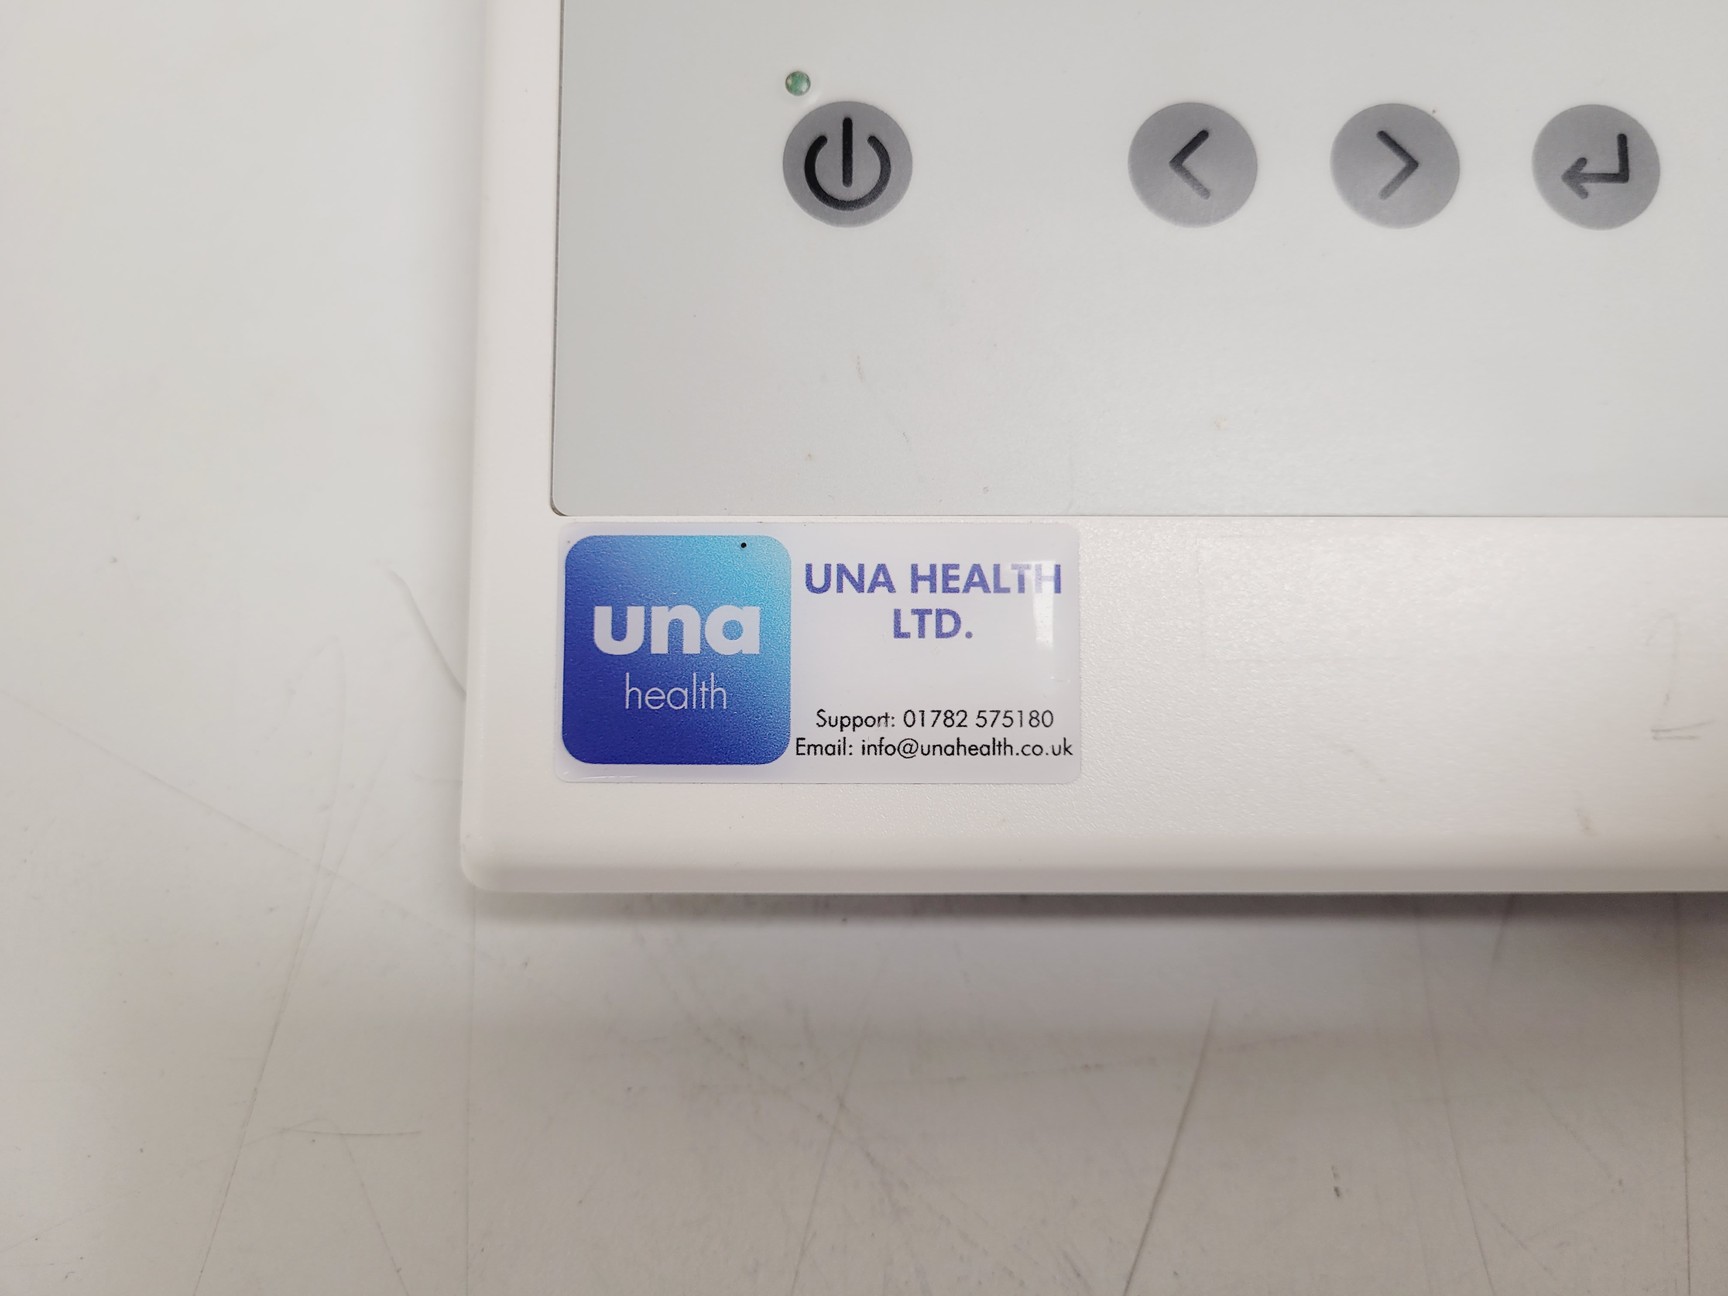 una
health
UNA HEALTH
LTD.
Support: 01782 575180
Email: info@unahealth.co.uk